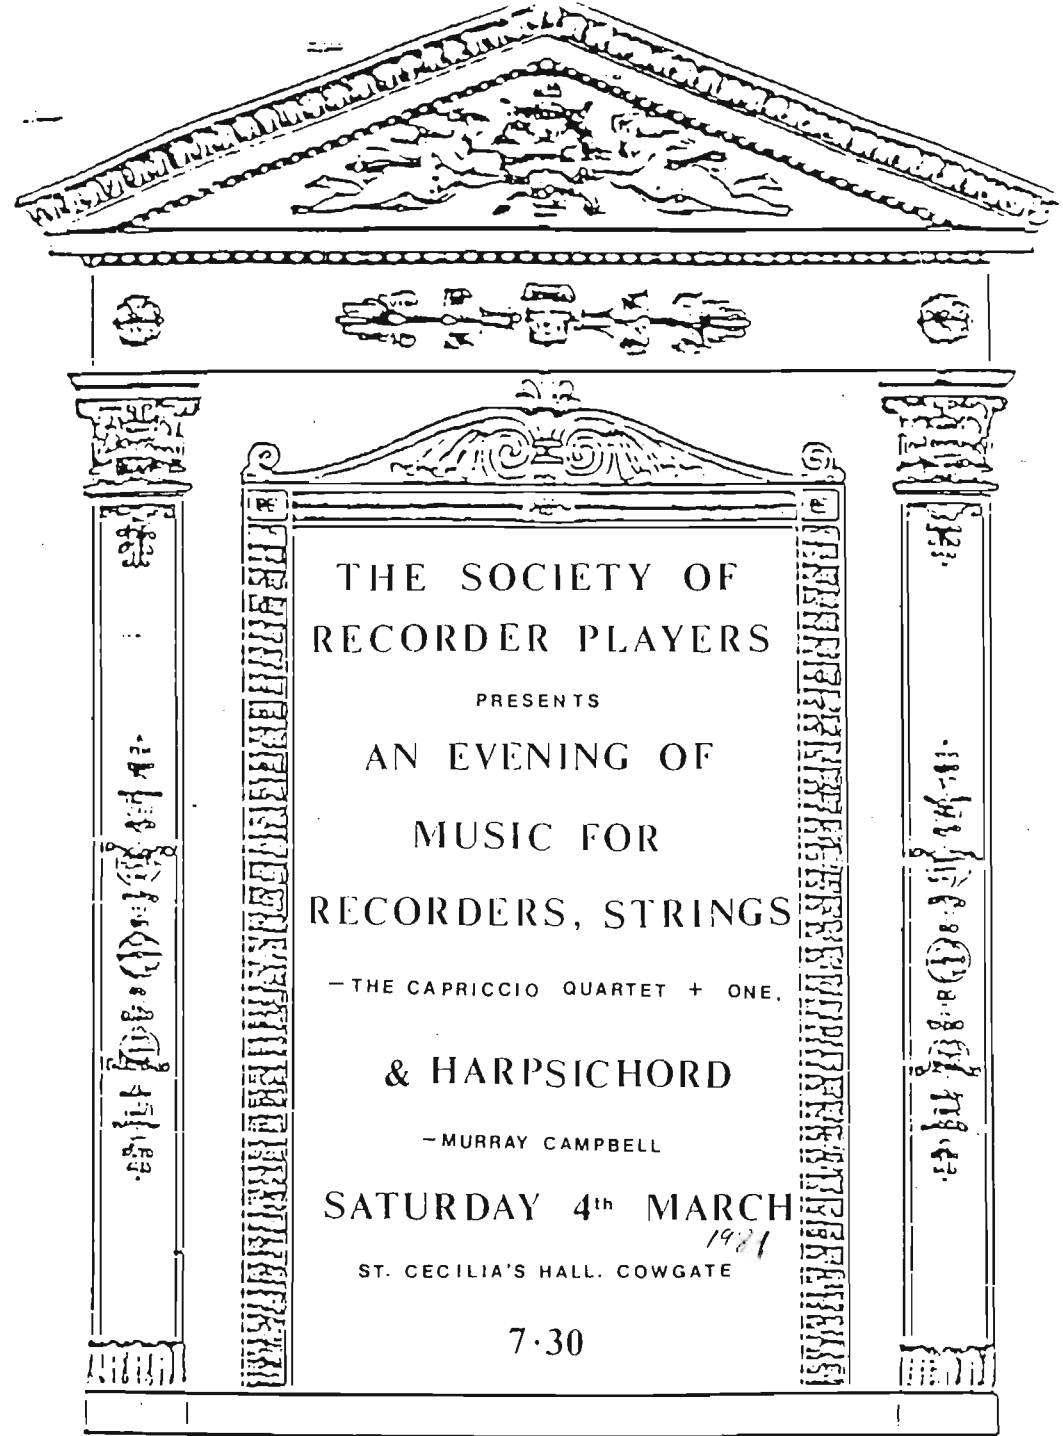 THE SOCIETY OF
RECORDER PLAYERS
PRESENTS
AN EVENING OF
MUSIC FOR
RECORDERS, STRINGS
–THE CAPRICCIO QUARTET + ONE,
& HARPSICHORD
–MURRAY CAMPBELL
SATURDAY 4th MARCH
ST. CECILIA'S HALL. COWGATE
7·30